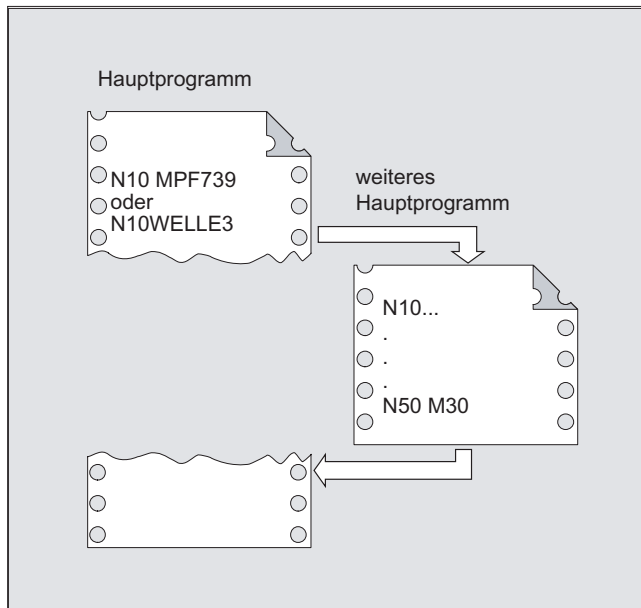 Hauptprogramm
N10 MPF739
oder
N10WELLE3
weiteres
Hauptprogramm
N10...
.
.
.
N50 M30